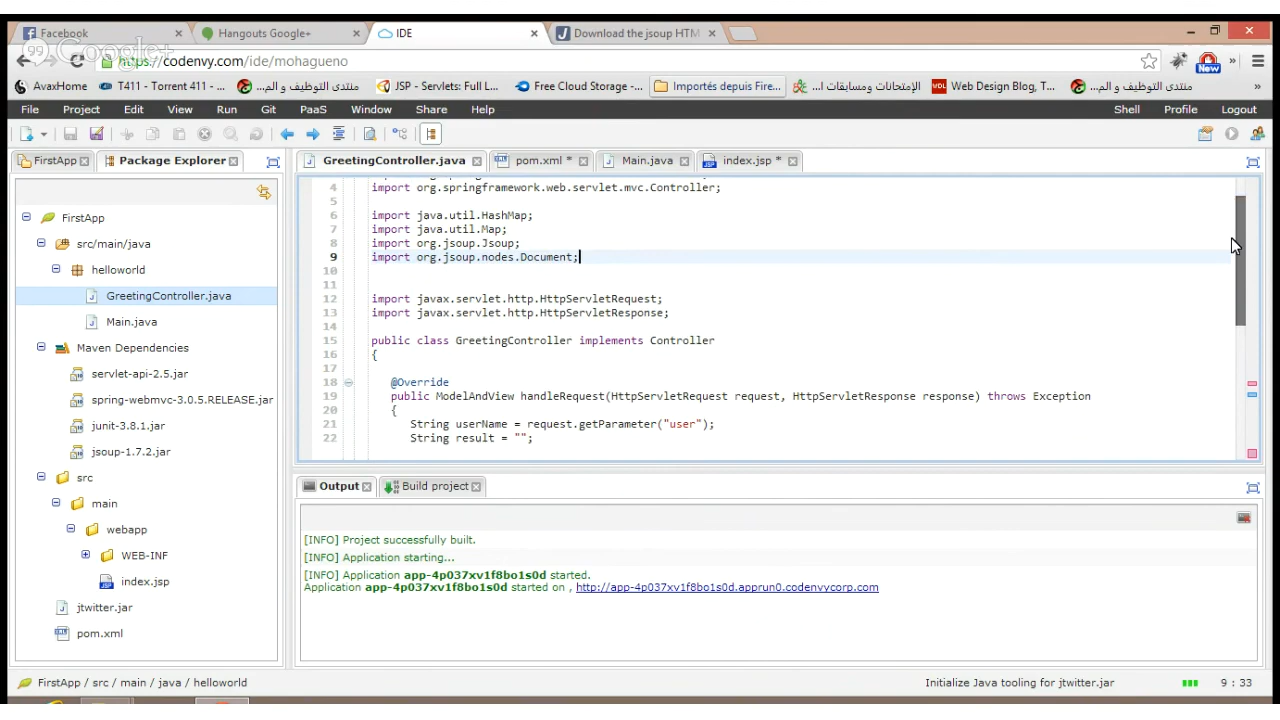 Facebook
Hangouts Google+
IDE
Download the jsoup HTM
Google+
https://codenvy.com/ide/mohagueno
New
AvaxHome
T411 - Torrent 411 - ...
منتدى التوظيف و الم...
JSP - Servlets: Full L...
Free Cloud Storage -...
Importés depuis Fire...
الإمتحانات ومسابقات ا...
Web Design Blog, T...
منتدى التوظيف و الم...
File Project Edit View Run Git PaaS Window Share Help Shell Profile Logout
FirstApp
Package Explorer
GreetingController.java
pom.xml *
Main.java
index.jsp *
FirstApp
src/main/java
helloworld
GreetingController.java
Main.java
Maven Dependencies
servlet-api-2.5.jar
spring-webmvc-3.0.5.RELEASE.jar
junit-3.8.1.jar
jsoup-1.7.2.jar
src
main
webapp
WEB-INF
index.jsp
jtwitter.jar
pom.xml
4 import org.springframework.web.servlet.mvc.Controller;
5
6 import java.util.HashMap;
7 import java.util.Map;
8 import org.jsoup.Jsoup;
9 import org.jsoup.nodes.Document;
10
11
12 import javax.servlet.http.HttpServletRequest;
13 import javax.servlet.http.HttpServletResponse;
14
15 public class GreetingController implements Controller
16 {
17
18 @Override
19 public ModelAndView handleRequest(HttpServletRequest request, HttpServletResponse response) throws Exception
20 {
21 String userName = request.getParameter("user");
22 String result = "";
Output
Build project
[INFO] Project successfully built.
[INFO] Application starting...
[INFO] Application app-4p037xv1f8bo1s0d started.
Application app-4p037xv1f8bo1s0d started on , http://app-4p037xv1f8bo1s0d.apprun0.codenvycorp.com
FirstApp / src / main / java / helloworld
Initialize Java tooling for jtwitter.jar
9 : 33